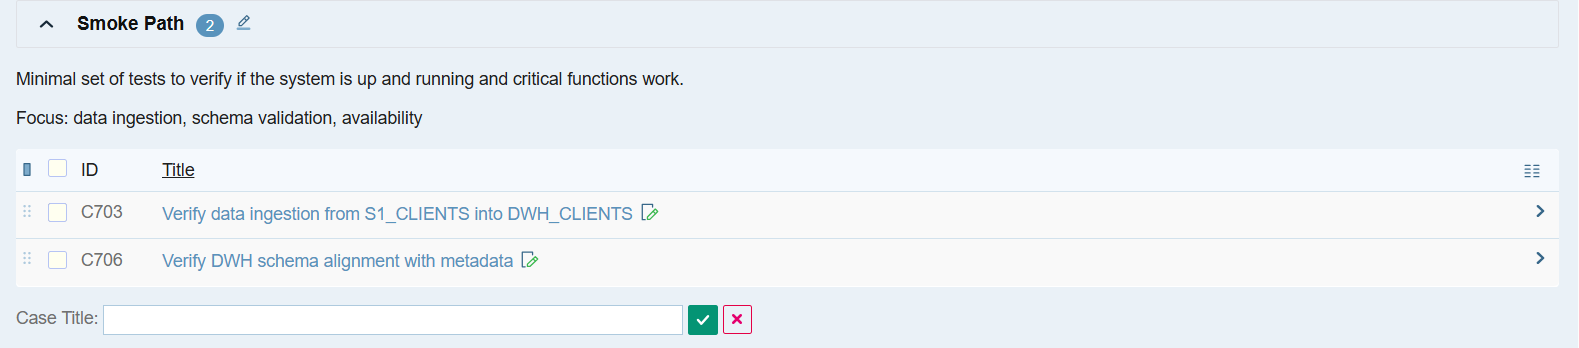 Smoke Path 2
Minimal set of tests to verify if the system is up and running and critical functions work.
Focus: data ingestion, schema validation, availability
ID Title
C703 Verify data ingestion from S1_CLIENTS into DWH_CLIENTS
C706 Verify DWH schema alignment with metadata
Case Title: